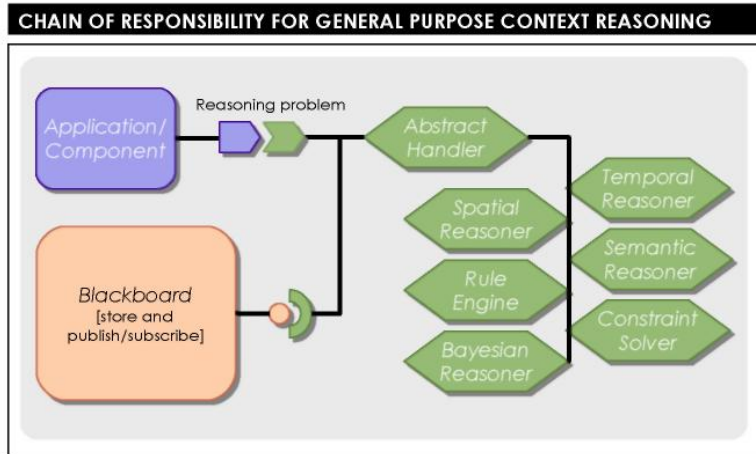 CHAIN OF RESPONSIBILITY FOR GENERAL PURPOSE CONTEXT REASONING
Reasoning problem
Application/
Component
Abstract
Handler
Temporal
Reasoner
Spatial
Reasoner
Semantic
Reasoner
Rule
Engine
Constraint
Solver
Bayesian
Reasoner
Blackboard
[store and
publish/subscribe]